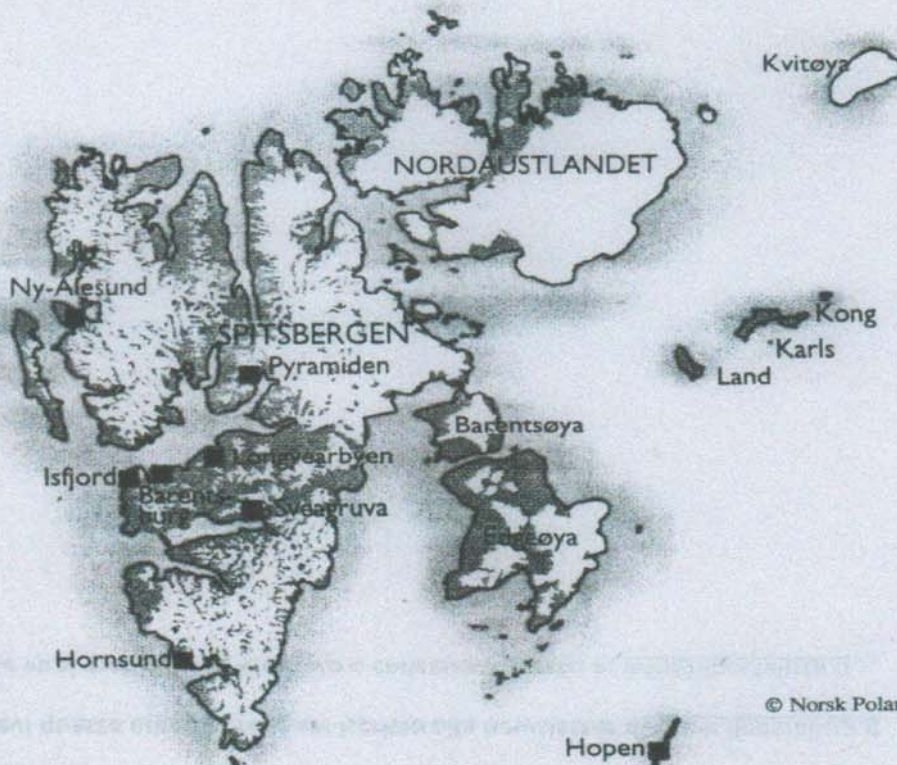 Kvitøya
NORDAUSTLANDET
Ny-Ålesund
SPITSBERGEN
Kong
Karls
Land
Pyramiden
Barentsøya
Longyearbyen
Isfjord
Barents-
burg
Sveagruva
Edgeøya
Hornsund
© Norsk Polar
Hopen